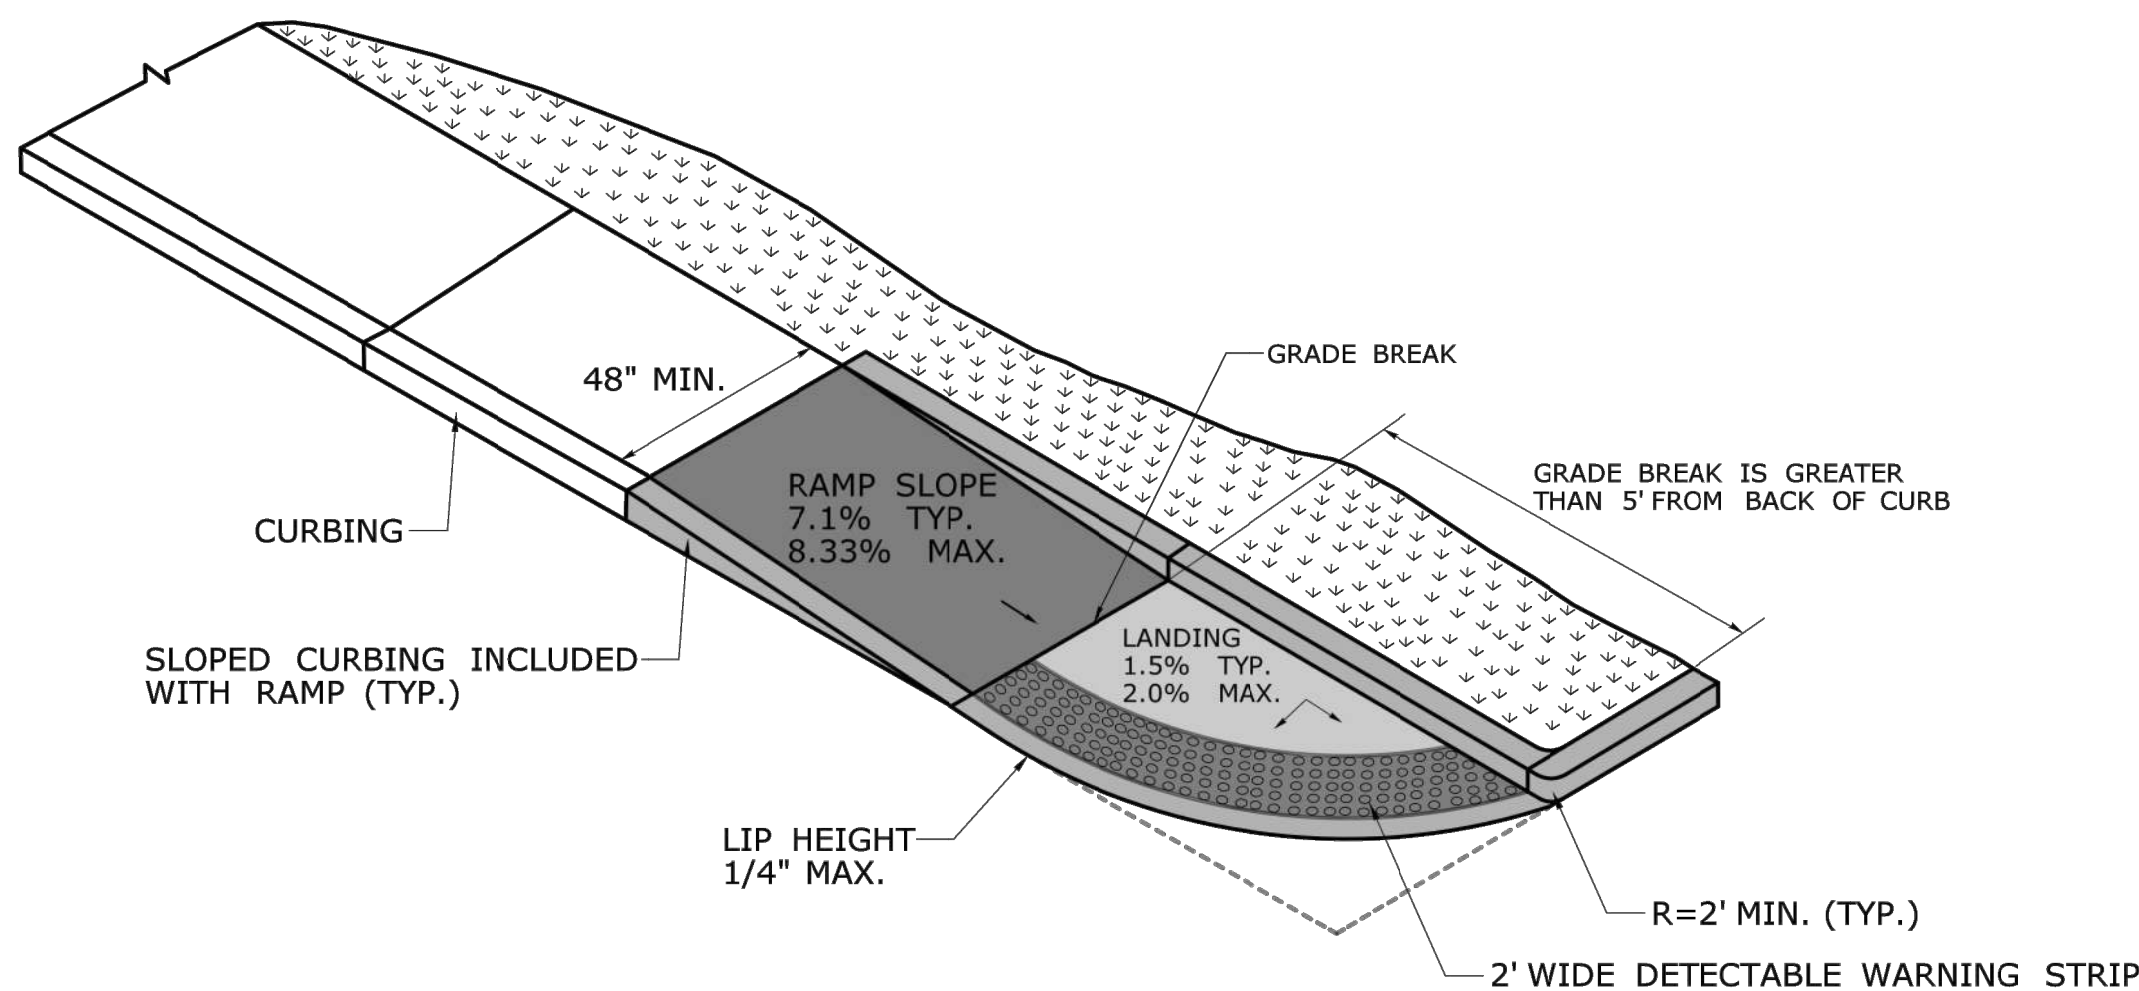 GRADE BREAK
48" MIN.
GRADE BREAK IS GREATER
THAN 5' FROM BACK OF CURB
RAMP SLOPE
7.1% TYP.
8.33% MAX.
CURBING
LANDING
1.5% TYP.
2.0% MAX.
SLOPED CURBING INCLUDED
WITH RAMP (TYP.)
LIP HEIGHT
1/4" MAX.
R=2' MIN. (TYP.)
2' WIDE DETECTABLE WARNING STRIP